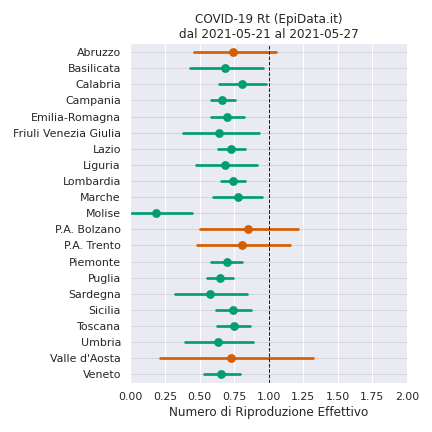 COVID-19 Rt (EpiData.it)
dal 2021-05-21 al 2021-05-27
Abruzzo
Basilicata
Calabria
Campania
Emilia-Romagna
Friuli Venezia Giulia
Lazio
Liguria
Lombardia
Marche
Molise
P.A. Bolzano
P.A. Trento
Piemonte
Puglia
Sardegna
Sicilia
Toscana
Umbria
Valle d'Aosta
Veneto
0.00 0.25 0.50 0.75 1.00 1.25 1.50 1.75 2.00
Numero di Riproduzione Effettivo